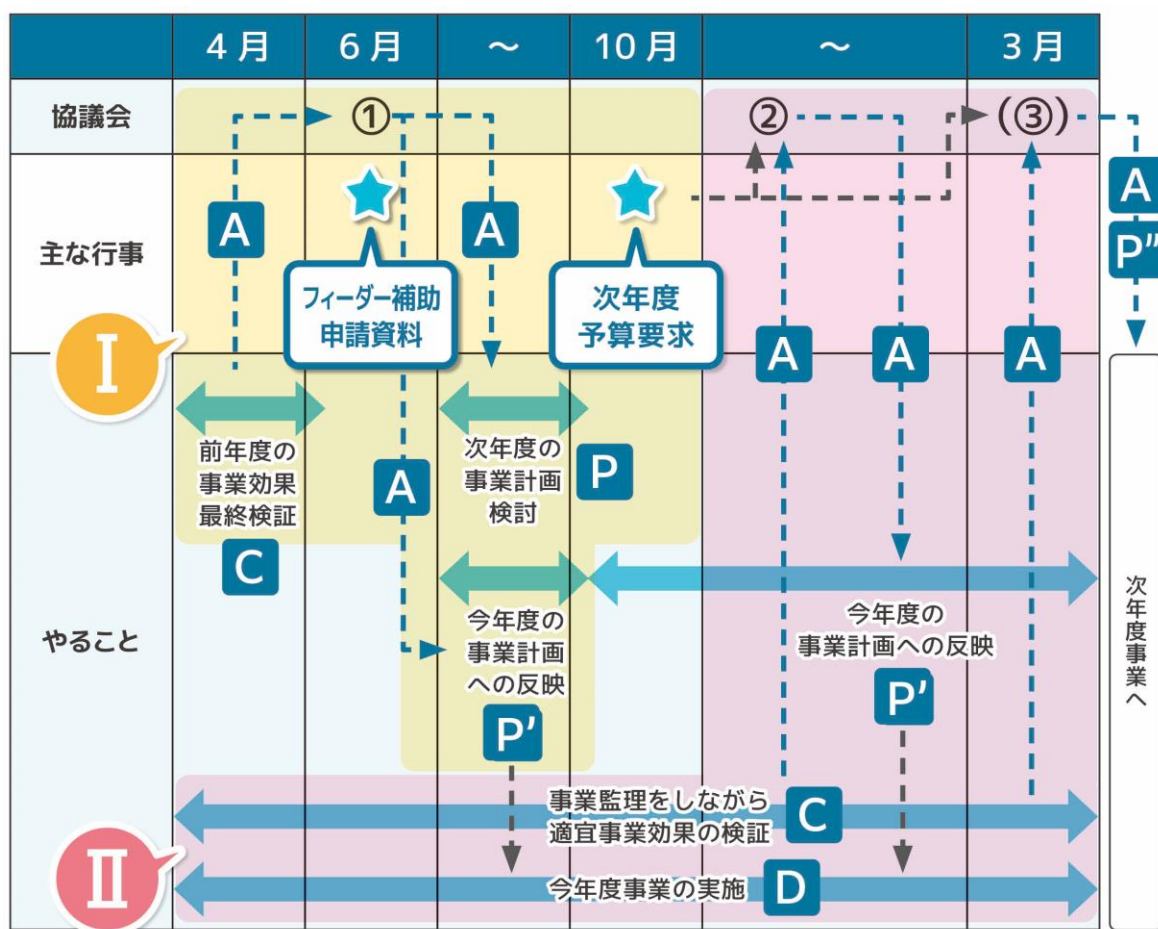 4月 6月 ～ 10月 ～ 3月
協議会 ① ② (③)
主な行事
A
A
A
P"
フィーダー補助
申請資料
次年度
予算要求
Ⅰ
A
A
A
前年度の
事業効果
最終検証
C
A
次年度の
事業計画
検討
P
やること
今年度の
事業計画
への反映
P'
今年度の
事業計画への反映
P'
次年度事業へ
事業監理をしながら
適宜事業効果の検証
C
Ⅱ
今年度事業の実施
D